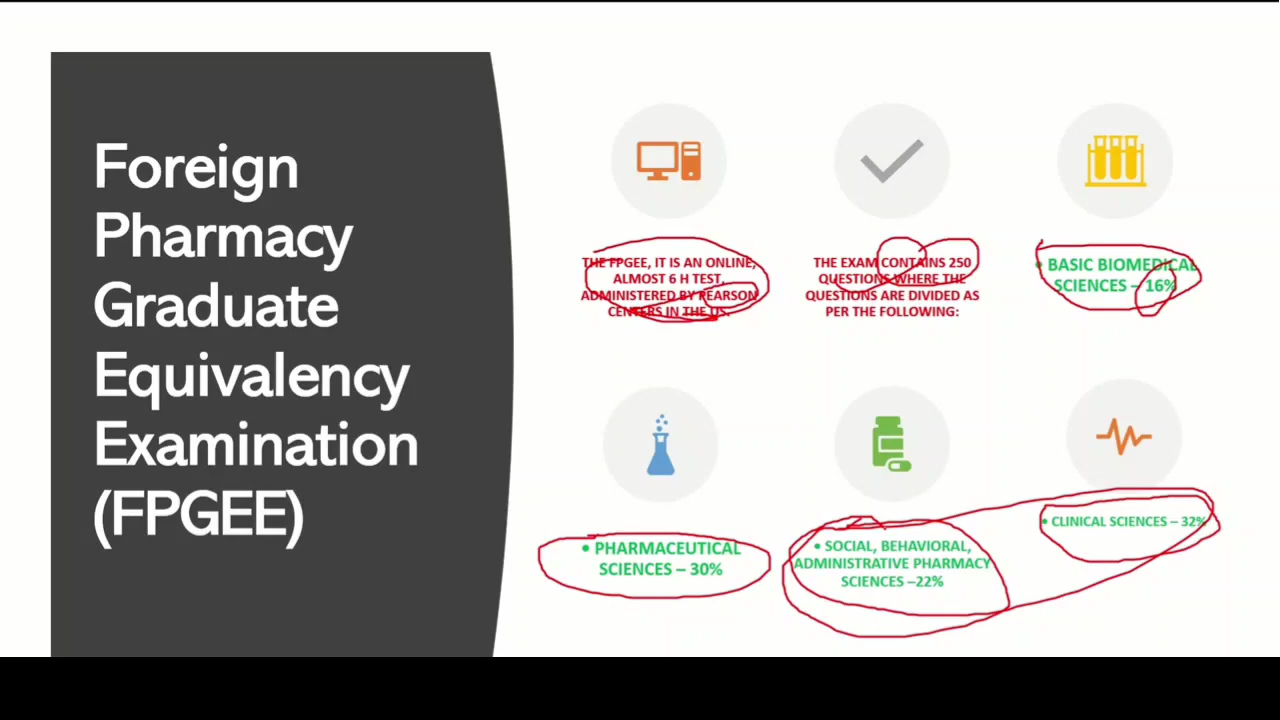 Foreign
Pharmacy
Graduate
Equivalency
Examination
(FPGEE)
THE FPGEE, IT IS AN ONLINE,
ALMOST 6 H TEST,
ADMINISTERED BY PEARSON
CENTERS IN THE US.
THE EXAM CONTAINS 250
QUESTIONS WHERE THE
QUESTIONS ARE DIVIDED AS
PER THE FOLLOWING:
• BASIC BIOMEDICAL
SCIENCES – 16%
• PHARMACEUTICAL
SCIENCES – 30%
• SOCIAL, BEHAVIORAL,
ADMINISTRATIVE PHARMACY
SCIENCES –22%
• CLINICAL SCIENCES – 32%